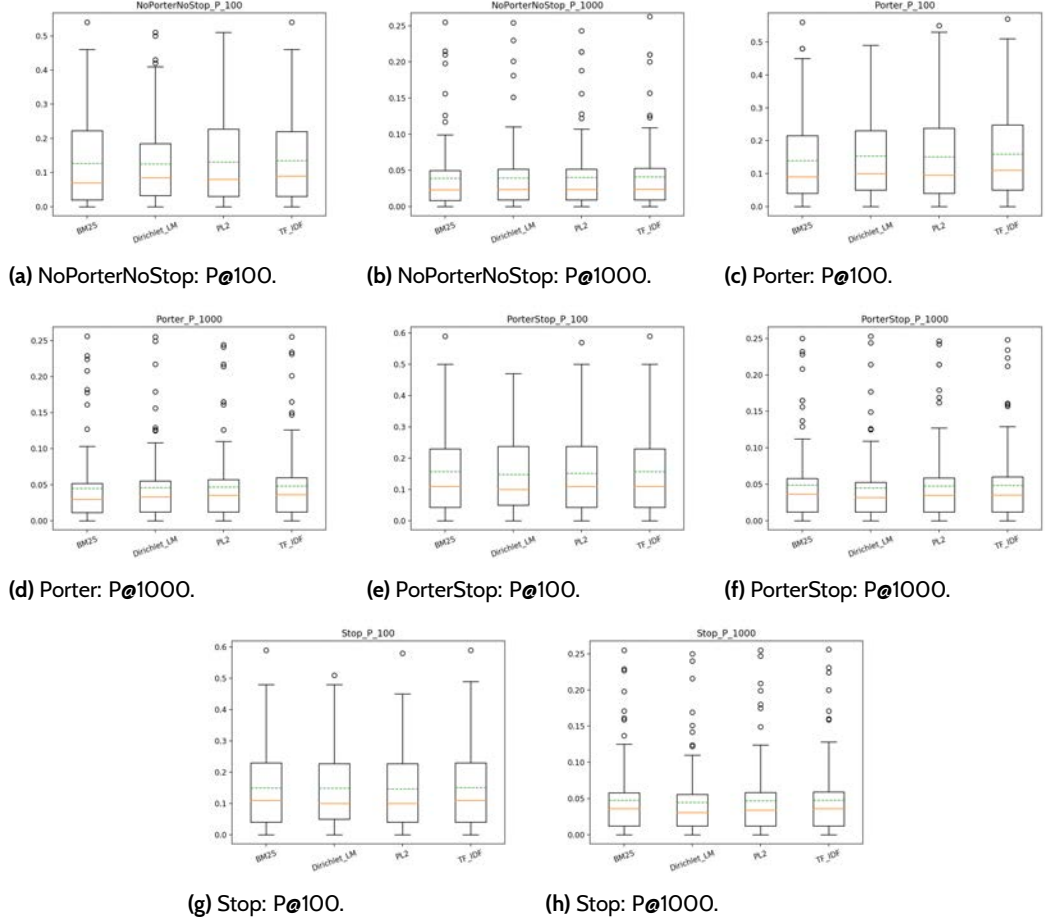 NoPorterNoStop_P_100
0.5
0.4
0.3
0.2
0.1
0.0
BM25
Dirichlet_LM
PL2
TF_IDF
(a) NoPorterNoStop: P@100.
NoPorterNoStop_P_1000
0.25
0.20
0.15
0.10
0.05
0.00
BM25
Dirichlet_LM
PL2
TF_IDF
(b) NoPorterNoStop: P@1000.
Porter_P_100
0.5
0.4
0.3
0.2
0.1
0.0
BM25
Dirichlet_LM
PL2
TF_IDF
(c) Porter: P@100.
Porter_P_1000
0.25
0.20
0.15
0.10
0.05
0.00
BM25
Dirichlet_LM
PL2
TF_IDF
(d) Porter: P@1000.
PorterStop_P_100
0.6
0.5
0.4
0.3
0.2
0.1
0.0
BM25
Dirichlet_LM
PL2
TF_IDF
(e) PorterStop: P@100.
PorterStop_P_1000
0.25
0.20
0.15
0.10
0.05
0.00
BM25
Dirichlet_LM
PL2
TF_IDF
(f) PorterStop: P@1000.
Stop_P_100
0.6
0.5
0.4
0.3
0.2
0.1
0.0
BM25
Dirichlet_LM
PL2
TF_IDF
(g) Stop: P@100.
Stop_P_1000
0.25
0.20
0.15
0.10
0.05
0.00
BM25
Dirichlet_LM
PL2
TF_IDF
(h) Stop: P@1000.